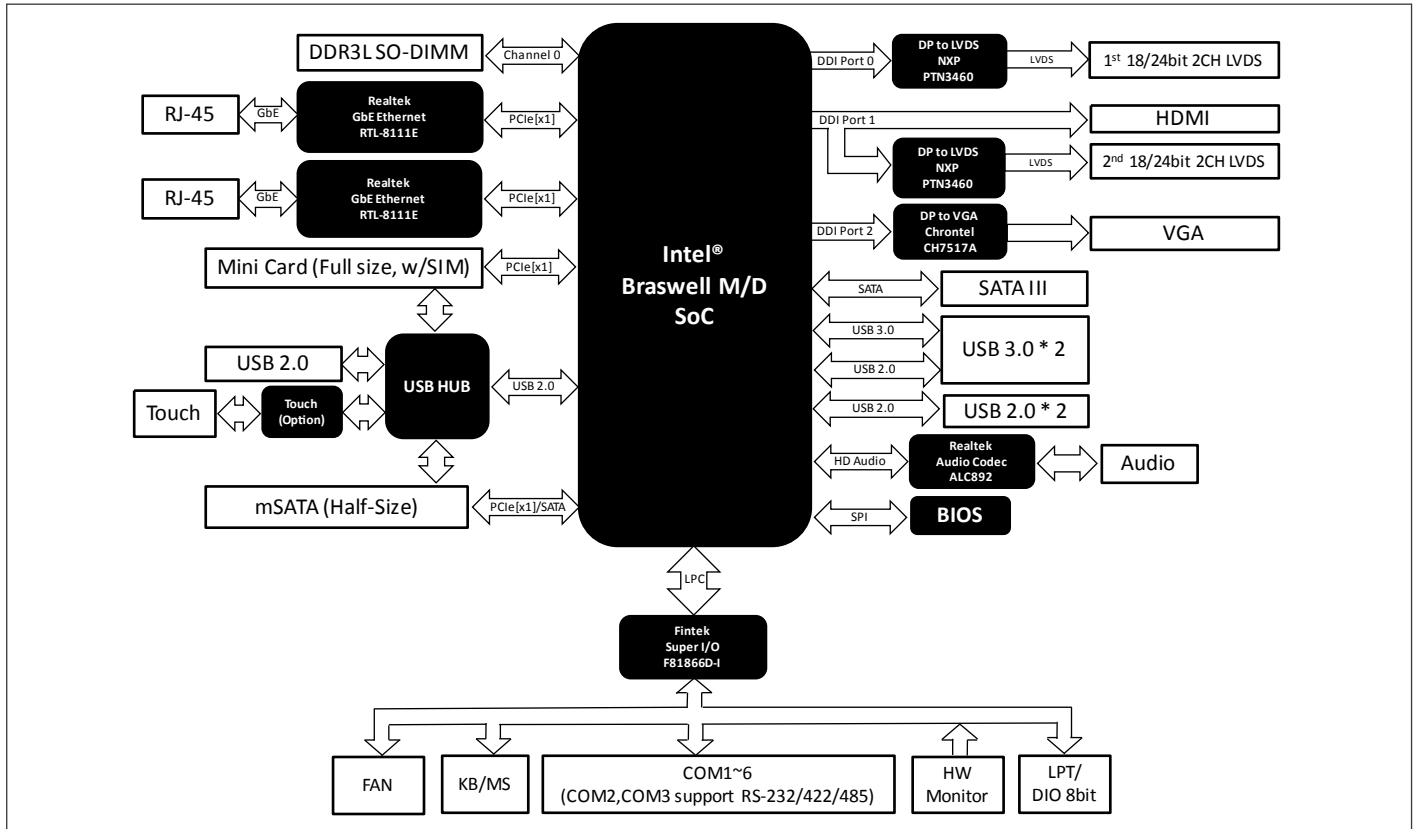 DDR3L SO-DIMM
Channel 0
RJ-45
GbE
Realtek
GbE Ethernet
RTL-8111E
PCIe[x1]
RJ-45
GbE
Realtek
GbE Ethernet
RTL-8111E
PCIe[x1]
Mini Card (Full size, w/SIM)
PCIe[x1]
USB 2.0
USB HUB
USB 2.0
Touch
Touch
(Option)
mSATA (Half-Size)
PCIe[x1]/SATA
Intel®
Braswell M/D
SoC
DDI Port 0
DP to LVDS
NXP
PTN3460
LVDS
1st 18/24bit 2CH LVDS
DDI Port 1
HDMI
DP to LVDS
NXP
PTN3460
LVDS
2nd 18/24bit 2CH LVDS
DDI Port 2
DP to VGA
Chrontel
CH7517A
VGA
SATA
SATA III
USB 3.0
USB 3.0 * 2
USB 2.0
USB 2.0
USB 2.0 * 2
HD Audio
Realtek
Audio Codec
ALC892
Audio
SPI
BIOS
LPC
Fintek
Super I/O
F81866D-I
FAN
KB/MS
COM1~6
(COM2,COM3 support RS-232/422/485)
HW
Monitor
LPT/
DIO 8bit